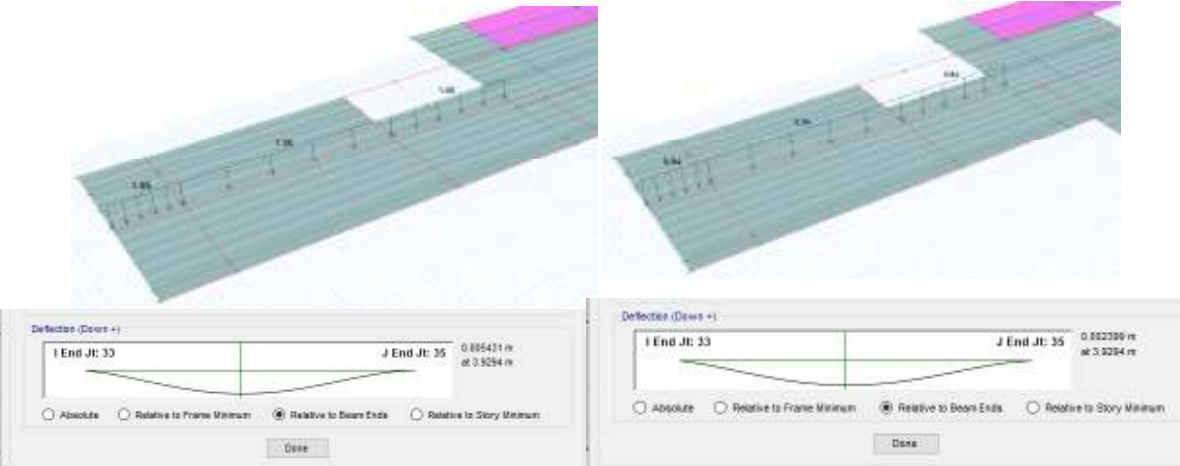 Deflection (Down +)
I End Jt: 33
J End Jt: 35
0.005431 m
at 3.9294 m
Absolute
Relative to Frame Minimum
Relative to Beam Ends
Relative to Story Minimum
Done
Deflection (Down +)
I End Jt: 33
J End Jt: 35
at 3.9294 m
Absolute
Relative to Frame Minimum
Relative to Beam Ends
Relative to Story Minimum
Done